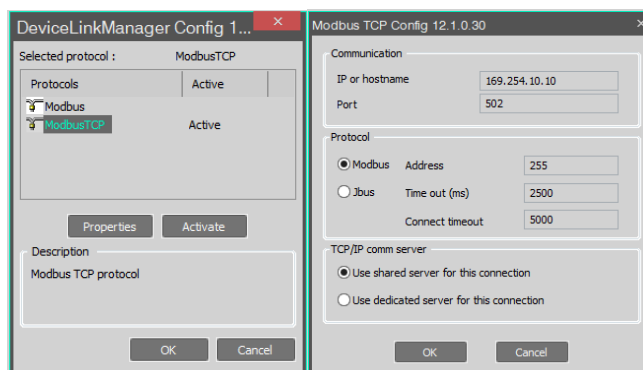 DeviceLinkManager Config 1...
Selected protocol : ModbusTCP
Protocols Active
Modbus
ModbusTCP Active
Properties Activate
Description
Modbus TCP protocol
OK Cancel
Modbus TCP Config 12.1.0.30
Communication
IP or hostname 169.254.10.10
Port 502
Protocol
Modbus Address 255
Jbus Time out (ms) 2500
Connect timeout 5000
TCP/IP comm server
Use shared server for this connection
Use dedicated server for this connection
OK Cancel